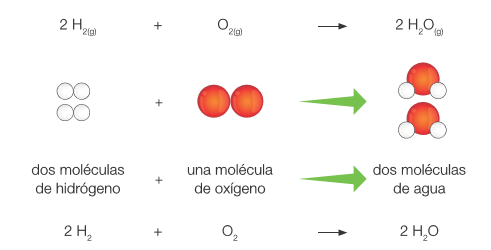 2 H₂(g) + O₂(g) → 2 H₂O(g)
+
dos moléculas de hidrógeno + una molécula de oxígeno dos moléculas de agua
2 H₂ + O₂ → 2 H₂O